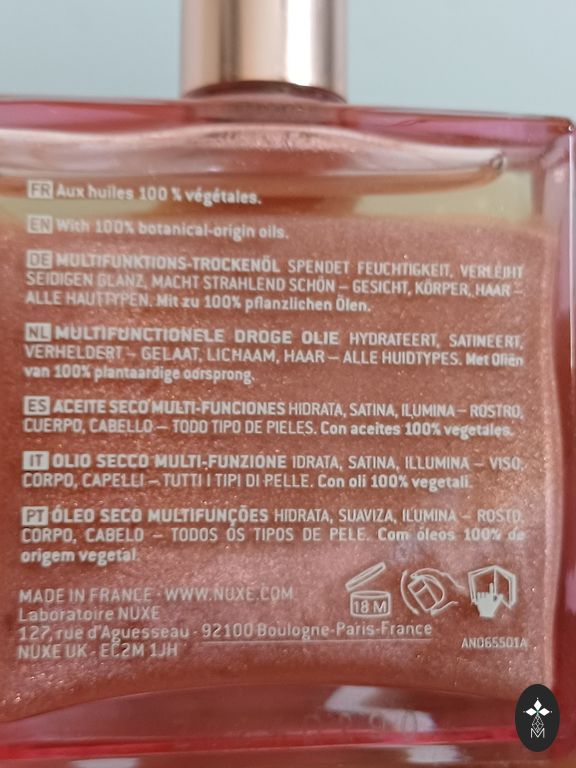 FR Aux huiles 100 % végétales.
EN With 100% botanical-origin oils.
DE MULTIFUNKTIONS-TROCKENÖL SPENDET FEUCHTIGKEIT, VERLEIHT
SEIDIGEN GLANZ, MACHT STRAHLEND SCHÖN – GESICHT, KÖRPER, HAAR –
ALLE HAUTTYPEN. Mit zu 100% pflanzlichen Ölen.
NL MULTIFUNCTIONELE DROGE OLIE HYDRATEERT, SATINEERT,
VERHELDERT – GELAAT, LICHAAM, HAAR – ALLE HUIDTYPES. Met Oliën
van 100% plantaardige oorsprong.
ES ACEITE SECO MULTI-FUNCIONES HIDRATA, SATINA, ILUMINA – ROSTRO,
CUERPO, CABELLO – TODO TIPO DE PIELES. Con aceites 100% vegetales.
IT OLIO SECCO MULTI-FUNZIONE IDRATA, SATINA, ILLUMINA – VISO,
CORPO, CAPELLI – TUTTI I TIPI DI PELLE. Con oli 100% vegetali.
PT ÓLEO SECO MULTIFUNÇÕES HIDRATA, SUAVIZA, ILUMINA – ROSTO,
CORPO, CABELO – TODOS OS TIPOS DE PELE. Com óleos 100% de
origem vegetal.
18 M
MADE IN FRANCE · WWW.NUXE.COM
Laboratoire NUXE
127, rue d'Aguesseau - 92100 Boulogne-Paris-France
NUXE UK - EC2M 1JH
AN065501A
M